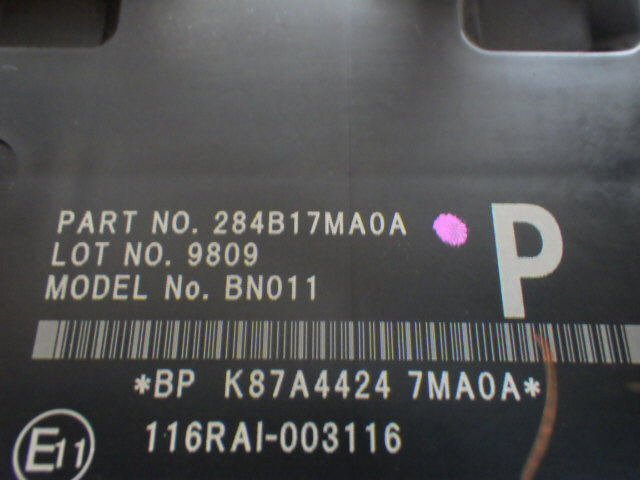 PART NO. 284B17MA0A
LOT NO. 9809
MODEL No. BN011
P
*BP K87A4424 7MA0A*
E11
116RAI-003116